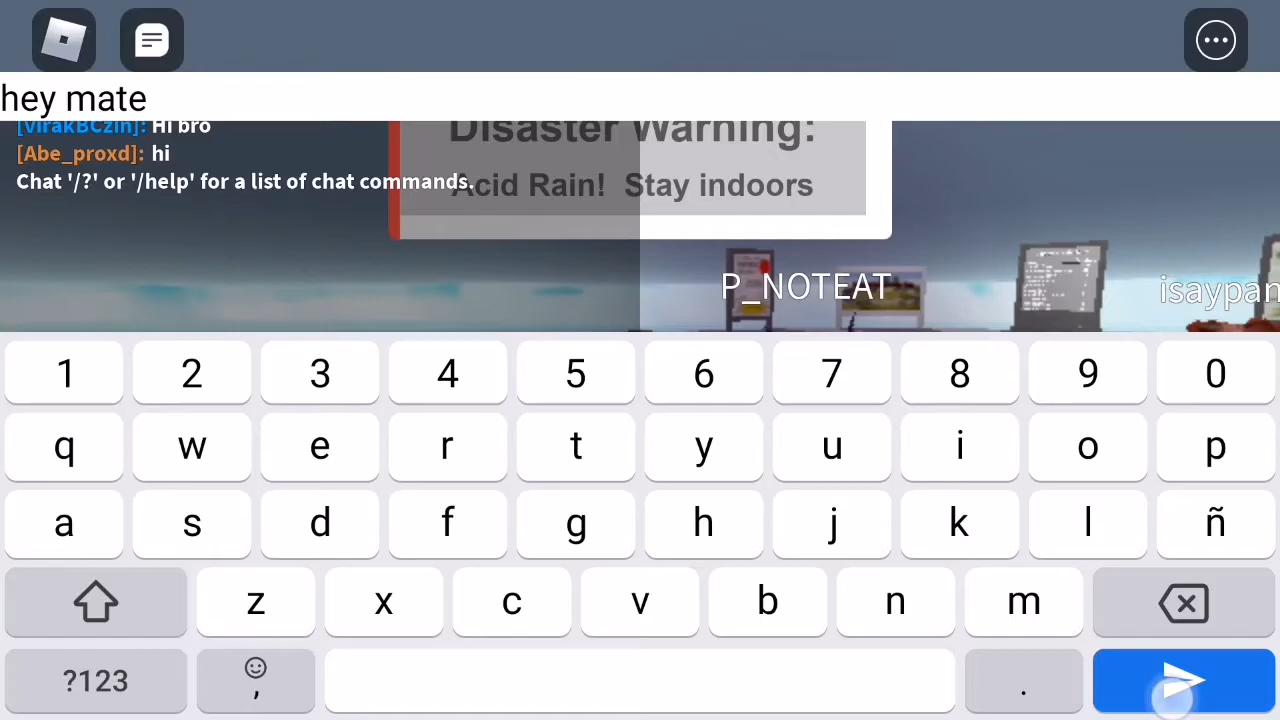 hey mate
[VirakBCzin]: Hi bro
[Abe_proxd]: hi
Chat '/?' or '/help' for a list of chat commands.
Disaster Warning:
Acid Rain! Stay indoors
P_NOTEAT
isaypan
1 2 3 4 5 6 7 8 9 0
q w e r t y u i o p
a s d f g h j k l ñ
z x c v b n m
?123 , .